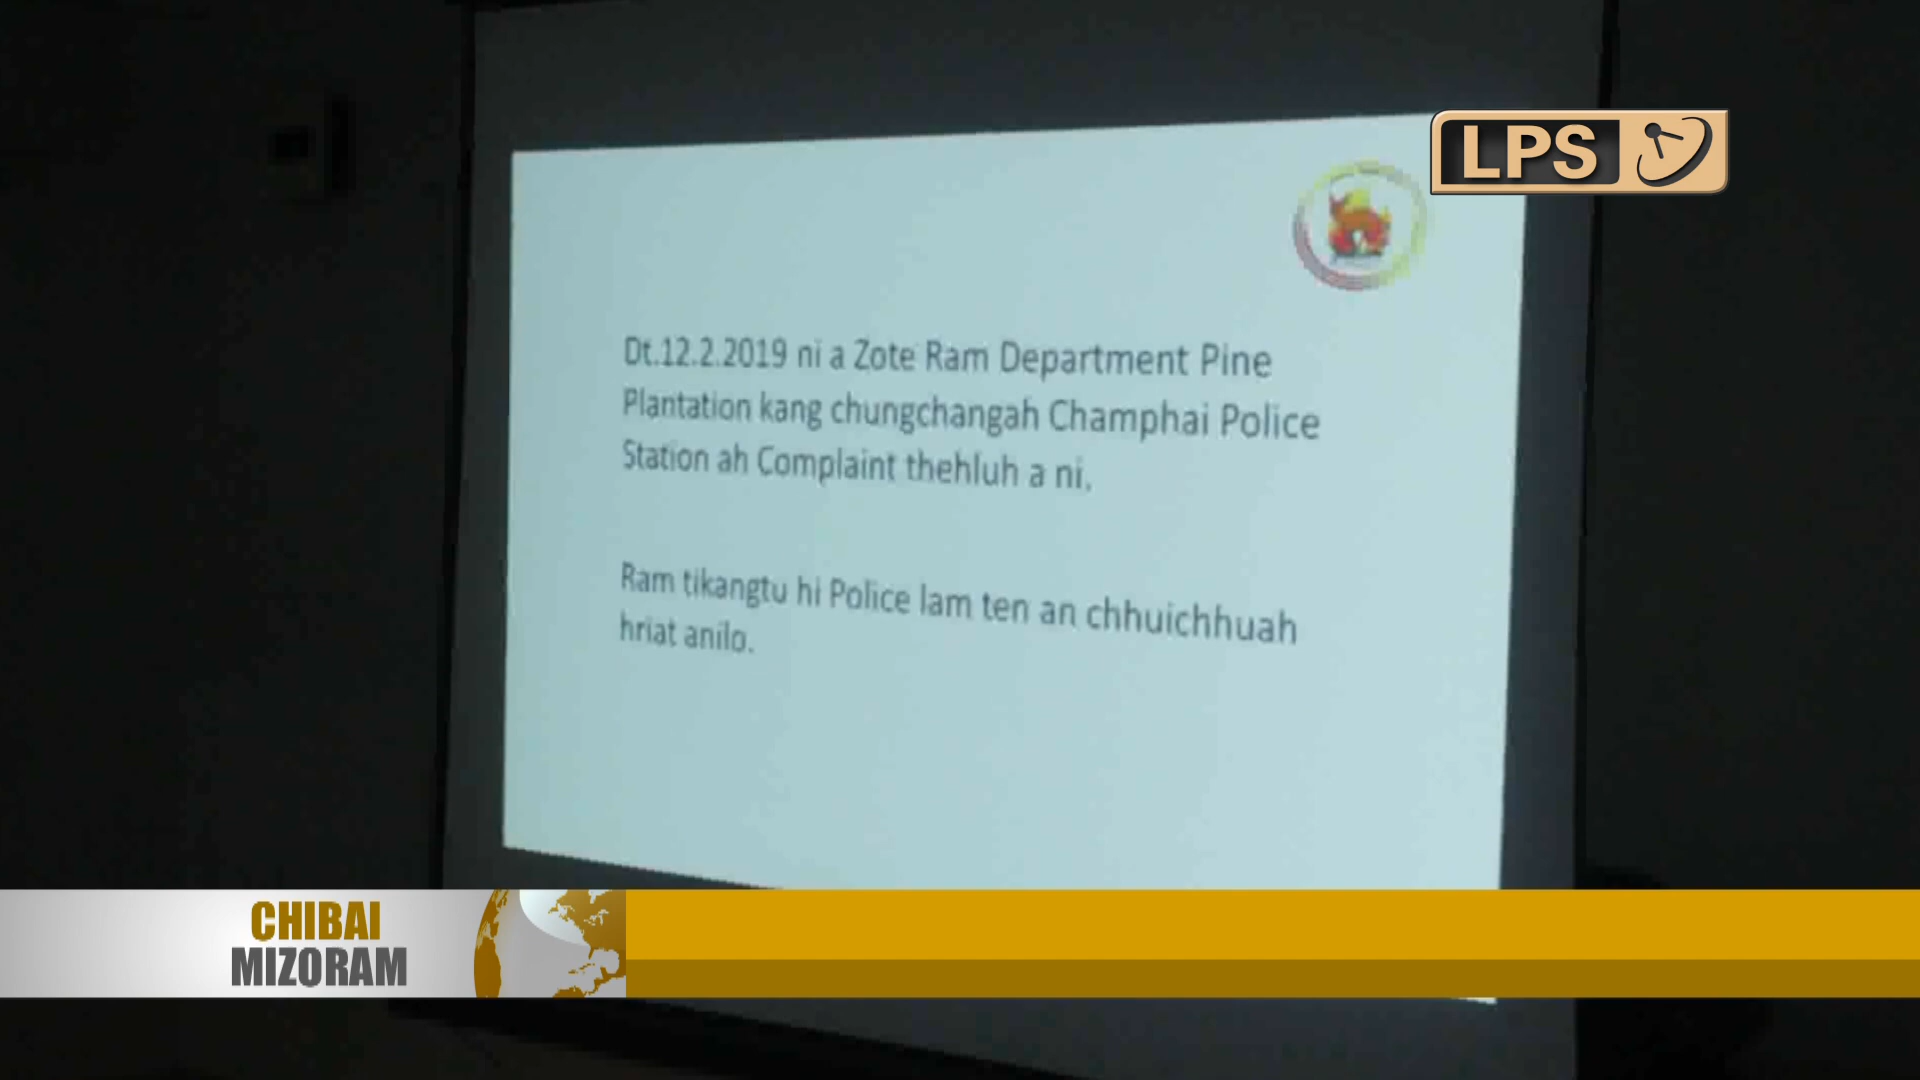 LPS
Dt.12.2.2019 ni a Zote Ram Department Pine
Plantation kang chungchangah Champhai Police
Station ah Complaint thehluh a ni.
Ram tikangtu hi Police lam ten an chhuichhuah
hriat anilo.
CHIBAI
MIZORAM